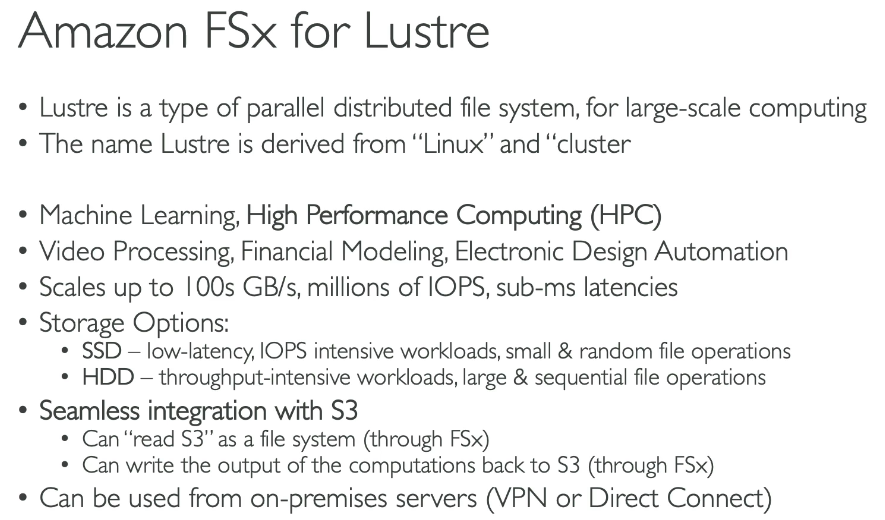 Amazon FSx for Lustre
• Lustre is a type of parallel distributed file system, for large-scale computing
• The name Lustre is derived from “Linux” and “cluster
• Machine Learning, High Performance Computing (HPC)
• Video Processing, Financial Modeling, Electronic Design Automation
• Scales up to 100s GB/s, millions of IOPS, sub-ms latencies
• Storage Options:
• SSD – low-latency, IOPS intensive workloads, small & random file operations
• HDD – throughput-intensive workloads, large & sequential file operations
• Seamless integration with S3
• Can “read S3” as a file system (through FSx)
• Can write the output of the computations back to S3 (through FSx)
• Can be used from on-premises servers (VPN or Direct Connect)